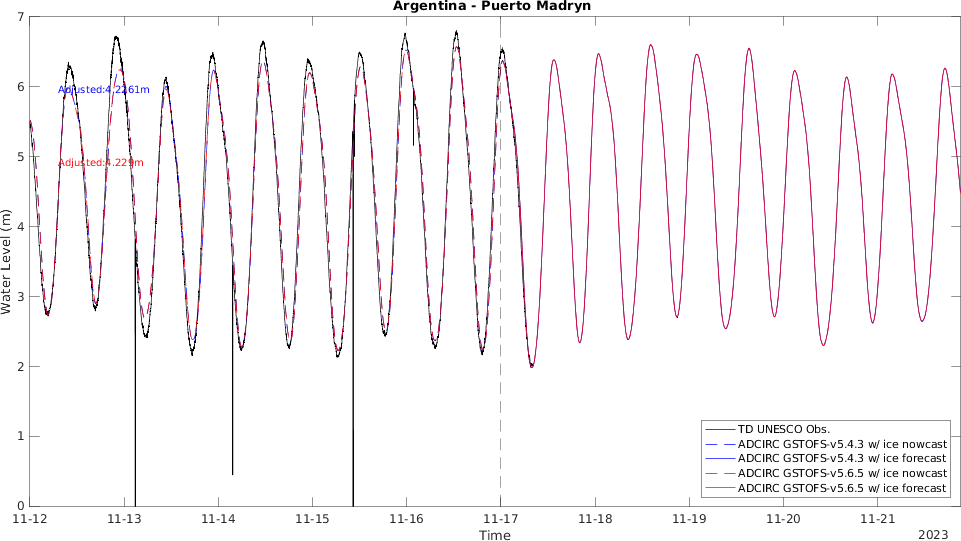 Argentina - Puerto Madryn
7
6
5
4
3
2
1
0
Water Level (m)
Adjusted:4.2261m
Adjusted:4.229m
TD UNESCO Obs.
ADCIRC GSTOFS-v5.4.3 w/ ice nowcast
ADCIRC GSTOFS-v5.4.3 w/ ice forecast
ADCIRC GSTOFS-v5.6.5 w/ ice nowcast
ADCIRC GSTOFS-v5.6.5 w/ ice forecast
11-12 11-13 11-14 11-15 11-16 11-17 11-18 11-19 11-20 11-21
Time
2023